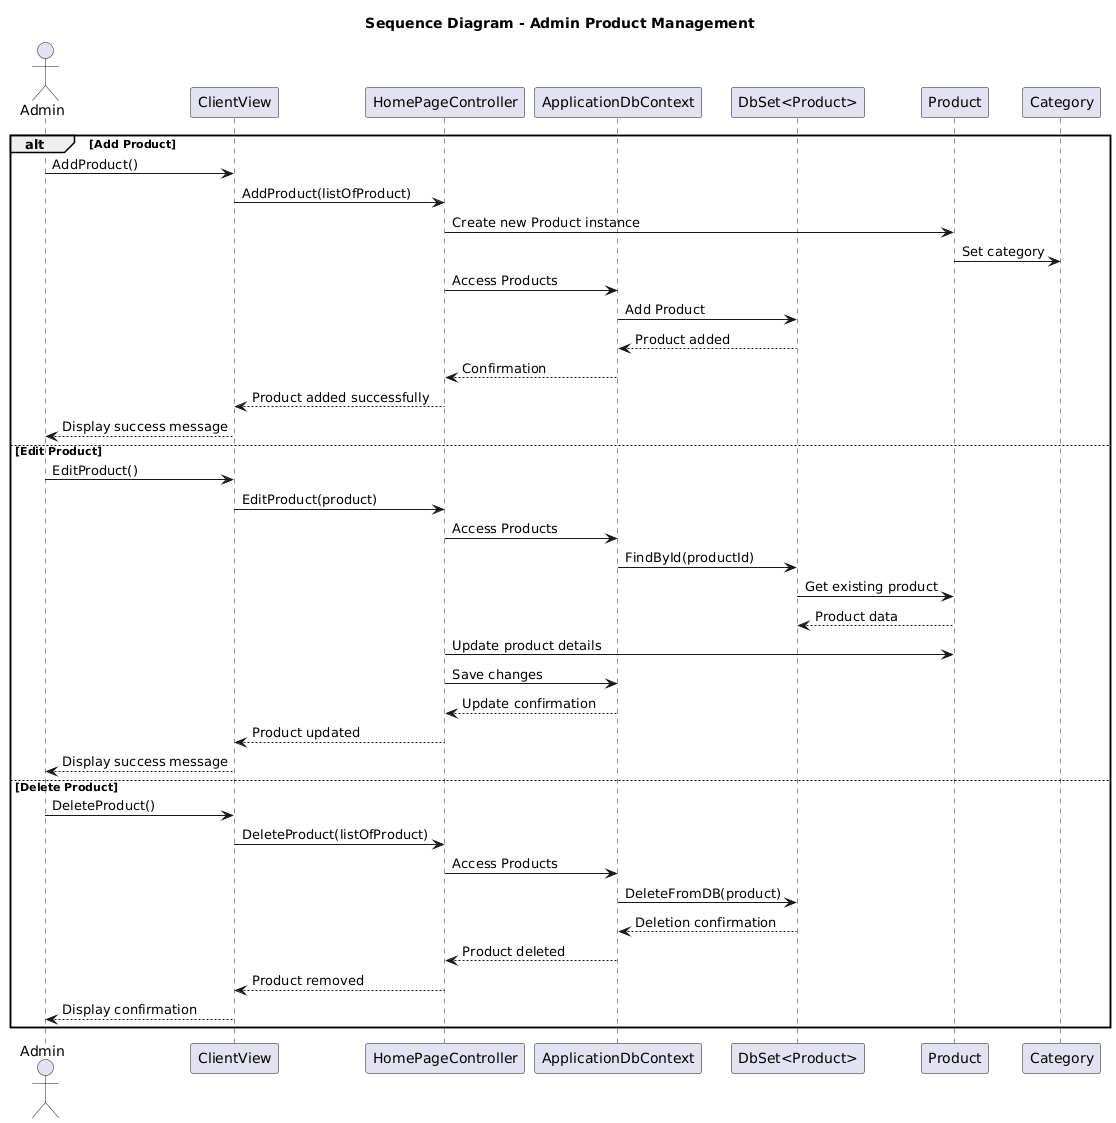 Sequence Diagram - Admin Product Management
Admin
ClientView
HomePageController
ApplicationDbContext
DbSet<Product>
Product
Category
alt
[Add Product]
AddProduct()
AddProduct(listOfProduct)
Create new Product instance
Set category
Access Products
Add Product
Product added
Confirmation
Product added successfully
Display success message
[Edit Product]
EditProduct()
EditProduct(product)
Access Products
FindById(productId)
Get existing product
Product data
Update product details
Save changes
Update confirmation
Product updated
Display success message
[Delete Product]
DeleteProduct()
DeleteProduct(listOfProduct)
Access Products
DeleteFromDB(product)
Deletion confirmation
Product deleted
Product removed
Display confirmation
Admin
ClientView
HomePageController
ApplicationDbContext
DbSet<Product>
Product
Category